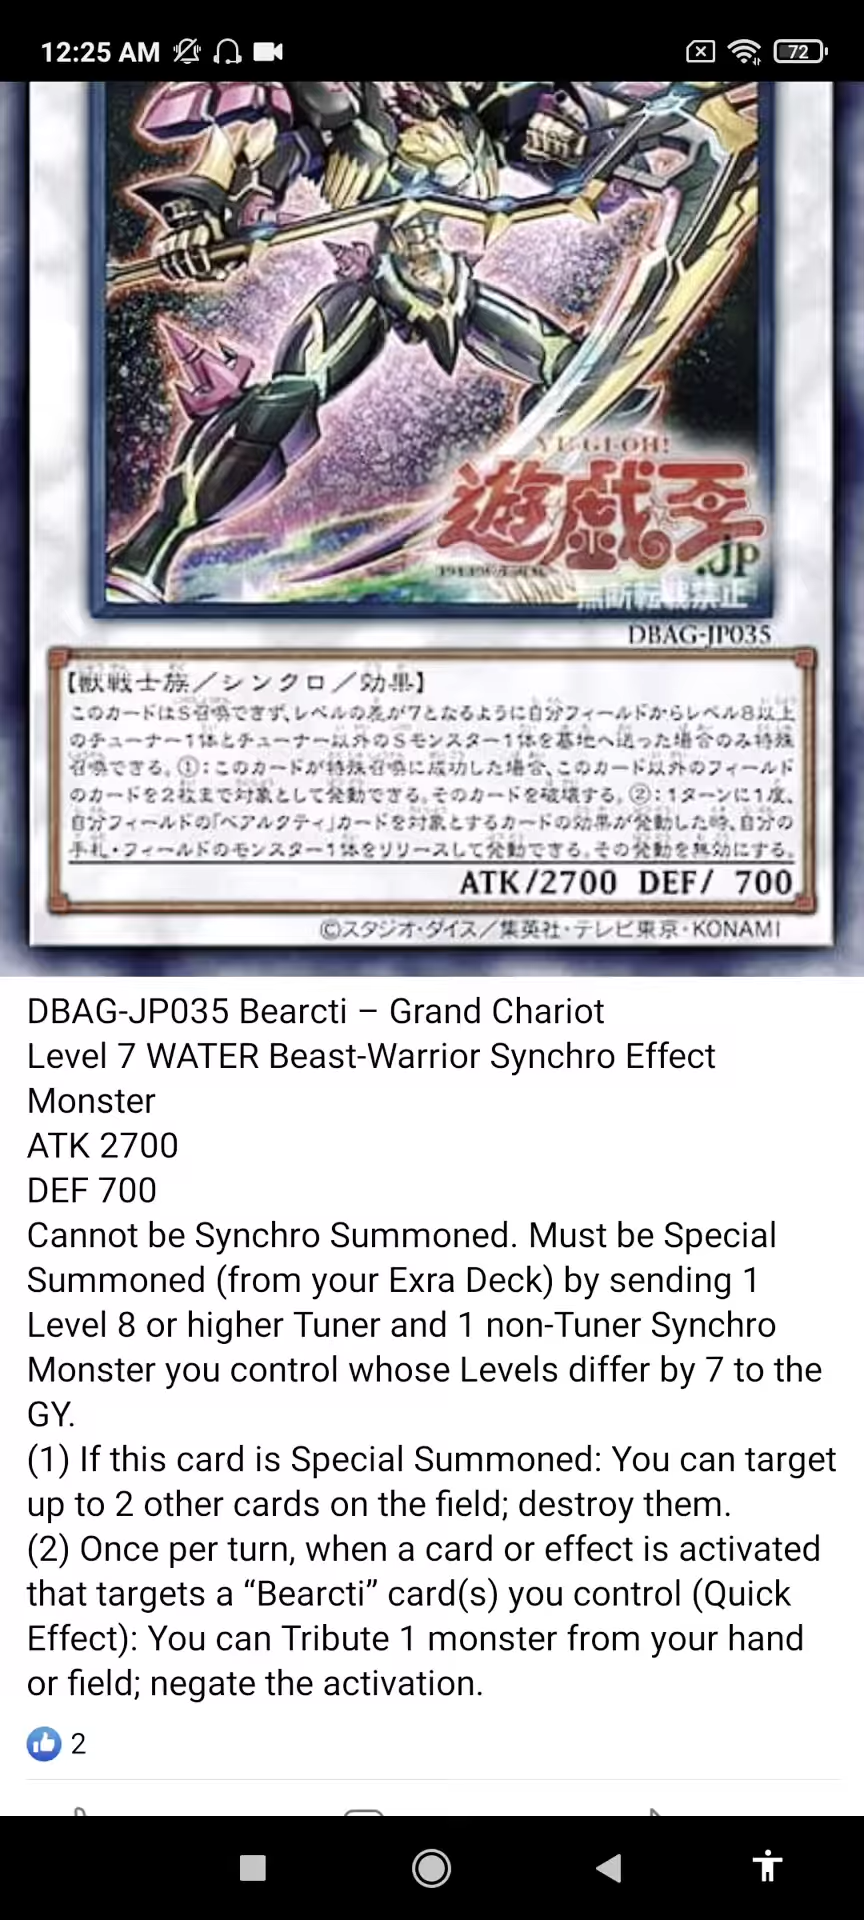 12:25 AM
72
YU-GI-OH!
遊戯王
.jp
無断転載禁止
DBAG-JP035
【獣戦士族／シンクロ／効果】
このカードはS召喚できず、レベルの差が7となるように自分フィールドからレベル8以上
のチューナー1体とチューナー以外のSモンスター1体を墓地へ送った場合のみ特殊
召喚できる。①：このカードが特殊召喚に成功した場合、このカード以外のフィールド
のカードを2枚まで対象として発動できる。そのカードを破壊する。②：1ターンに1度、
自分フィールドの「ベアルクティ」カードを対象とするカードの効果が発動した時、自分の
手札・フィールドのモンスター1体をリリースして発動できる。その発動を無効にする。
ATK/2700 DEF/ 700
©スタジオ・ダイス／集英社・テレビ東京・KONAMI
DBAG-JP035 Bearcti – Grand Chariot
Level 7 WATER Beast-Warrior Synchro Effect
Monster
ATK 2700
DEF 700
Cannot be Synchro Summoned. Must be Special
Summoned (from your Exra Deck) by sending 1
Level 8 or higher Tuner and 1 non-Tuner Synchro
Monster you control whose Levels differ by 7 to the
GY.
(1) If this card is Special Summoned: You can target
up to 2 other cards on the field; destroy them.
(2) Once per turn, when a card or effect is activated
that targets a “Bearcti” card(s) you control (Quick
Effect): You can Tribute 1 monster from your hand
or field; negate the activation.
2